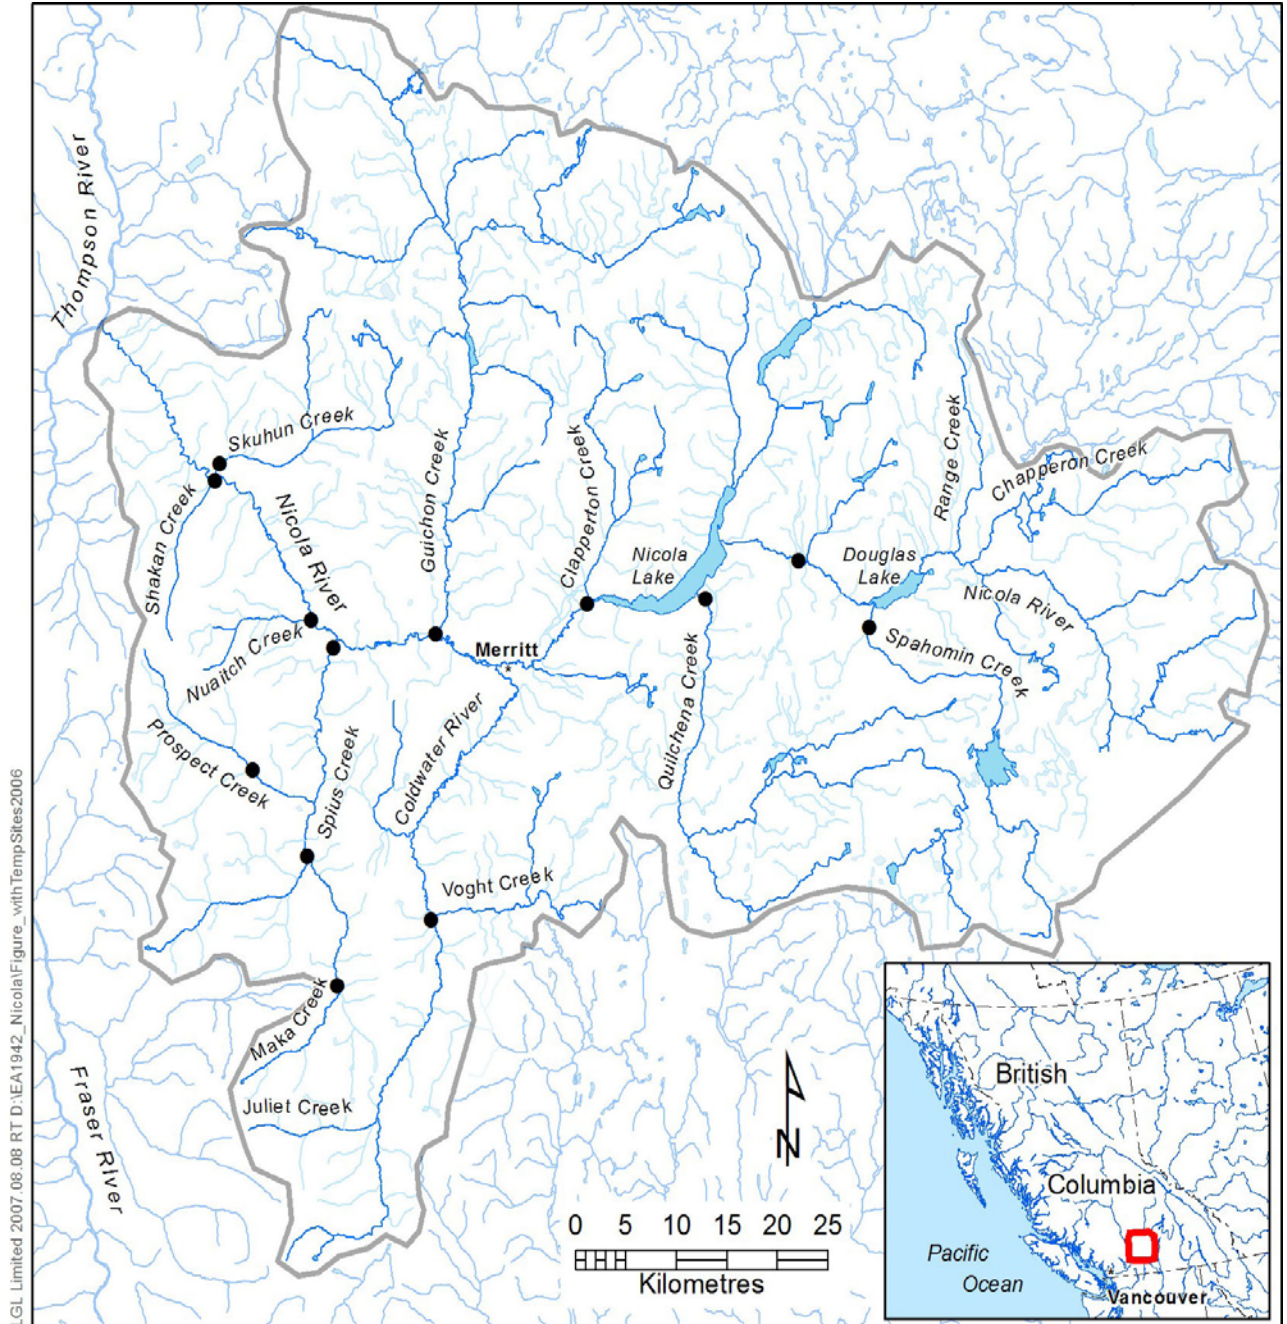 Thompson River
Skuhun Creek
Shakan Creek
Nicola River
Guichon Creek
Clapperton Creek
Nicola
Lake
Douglas
Lake
Range Creek
Chapperon Creek
Nicola River
Nuaitch Creek
Merritt
*
Quilchena Creek
Spahomin Creek
Prospect Creek
Spius Creek
Coldwater River
Voght Creek
Maka Creek
Juliet Creek
Fraser River
N
0 5 10 15 20 25
Kilometres
British
Columbia
Pacific
Ocean
*
Vancouver
LGL Limited 2007.08.08 RT D:\EA1942_Nicola\Figure_withTempSites2006